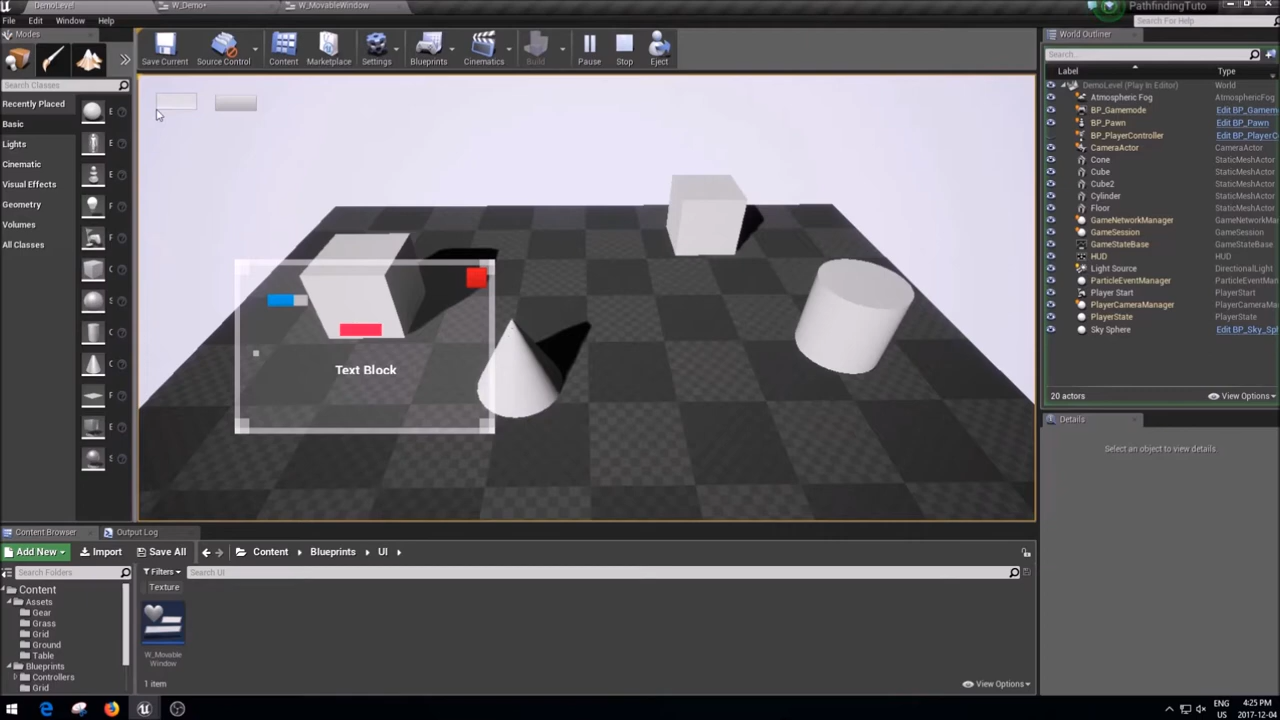 DemoLevel W_Demo* W_MovableWindow PathfindingTuto
File Edit Window Help Search For Help
Modes
Save Current Source Control Content Marketplace Settings Blueprints Cinematics Build Pause Stop Eject
Search Classes
Recently Placed
Basic
Lights
Cinematic
Visual Effects
Geometry
Volumes
All Classes
Text Block
World Outliner
Search...
Label Type
DemoLevel (Play In Editor) World
Atmospheric Fog AtmosphericFog
BP_Gamemode Edit BP_Gamem
BP_Pawn Edit BP_Pawn
BP_PlayerController Edit BP_PlayerC
CameraActor CameraActor
Cone StaticMeshActor
Cube StaticMeshActor
Cube2 StaticMeshActor
Cylinder StaticMeshActor
Floor StaticMeshActor
GameNetworkManager GameNetworkMa
GameSession GameSession
GameStateBase GameStateBase
HUD HUD
Light Source DirectionalLight
ParticleEventManager ParticleEventMa
Player Start PlayerStart
PlayerCameraManager PlayerCameraMa
PlayerState PlayerState
Sky Sphere Edit BP_Sky_Sp
20 actors View Options
Details
Select an object to view details
Content Browser Output Log
Add New Import Save All Content Blueprints UI
Search Folders Filters Search UI
Texture
Content
Assets
Gear
Grass
Grid
Ground
Table
Blueprints
Controllers
Grid
W_Movable
Window
1 item View Options
ENG 4:25 PM
US 2017-12-04